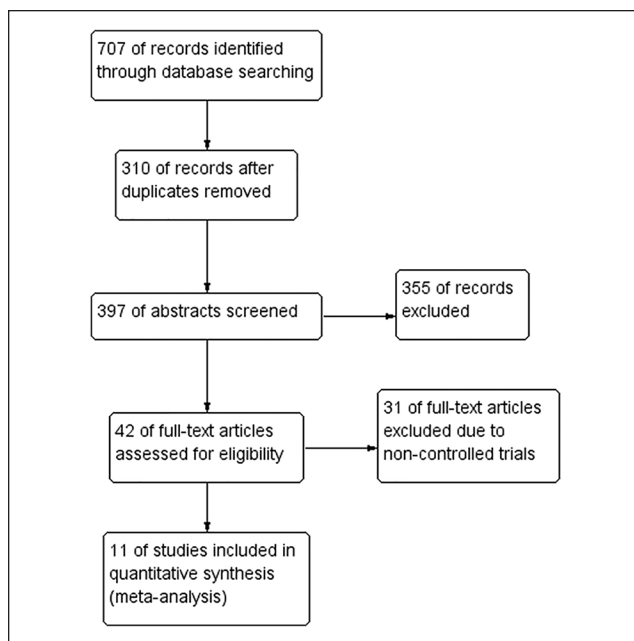 707 of records identified
through database searching
310 of records after
duplicates removed
397 of abstracts screened
355 of records
excluded
42 of full-text articles
assessed for eligibility
31 of full-text articles
excluded due to
non-controlled trials
11 of studies included in
quantitative synthesis
(meta-analysis)